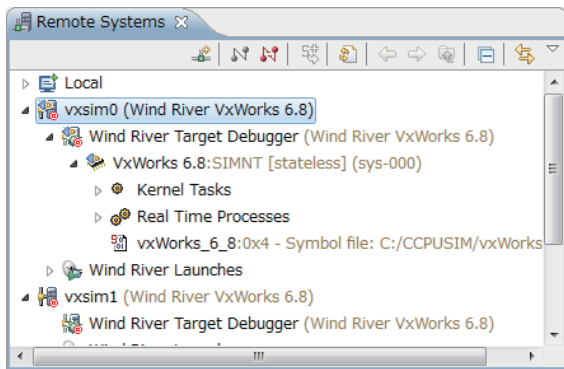 Remote Systems
Local
vxsim0 (Wind River VxWorks 6.8)
Wind River Target Debugger (Wind River VxWorks 6.8)
VxWorks 6.8:SIMNT [stateless] (sys-000)
Kernel Tasks
Real Time Processes
vxWorks_6_8:0x4 - Symbol file: C:/CCPUSIM/vxWorks
Wind River Launches
vxsim1 (Wind River VxWorks 6.8)
Wind River Target Debugger (Wind River VxWorks 6.8)